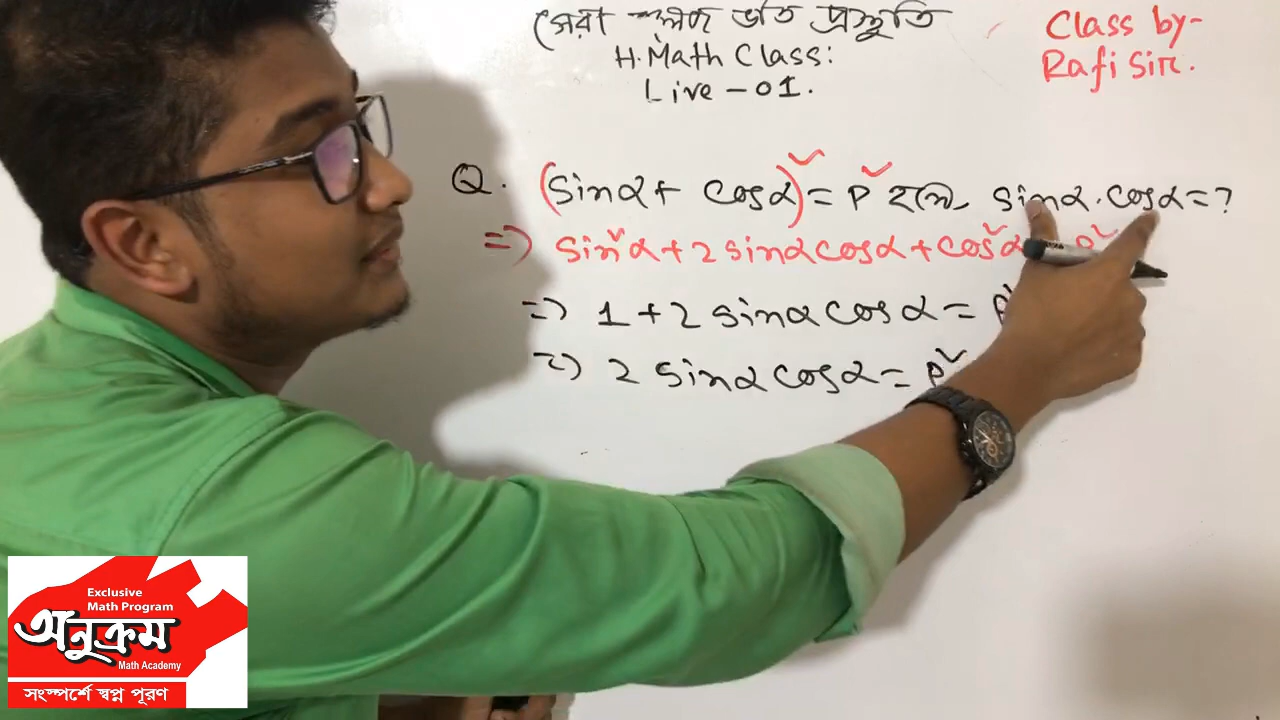 সেরা কলেজ ভর্তি প্রস্তুতি
H.Math Class:
Live-01.
Class by-
Rafi Sir.
Q. (sinα + cosα)² = P² হলে, sinα.cosα=?
=> sin²α + 2 sinα cosα + cos²α P²
=> 1 + 2 sinα cosα = P²
=> 2 sinα cosα = P²
Exclusive
Math Program
অনুক্রম
Math Academy
সংস্পর্শে স্বপ্ন পূরণ